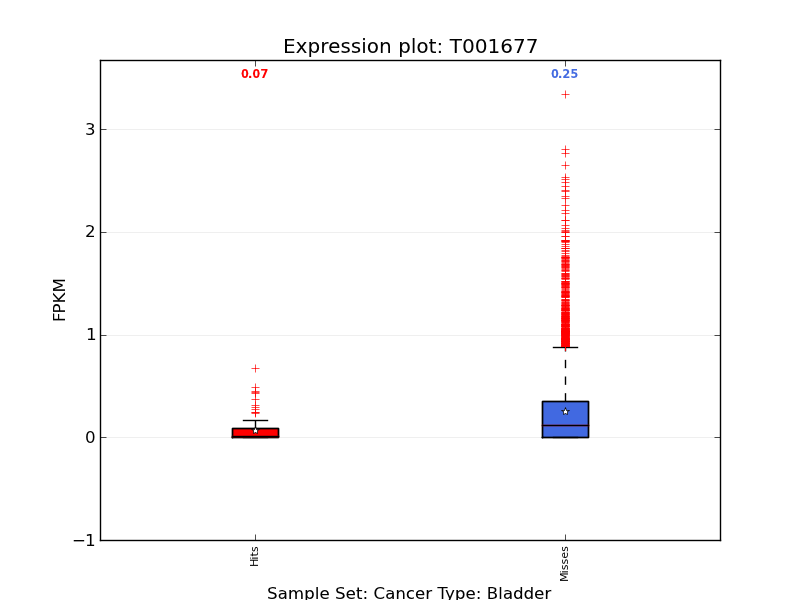 Expression plot: T001677
0.07
0.25
3
2
1
0
−1
FPKM
Hits
Misses
Sample Set: Cancer Type: Bladder